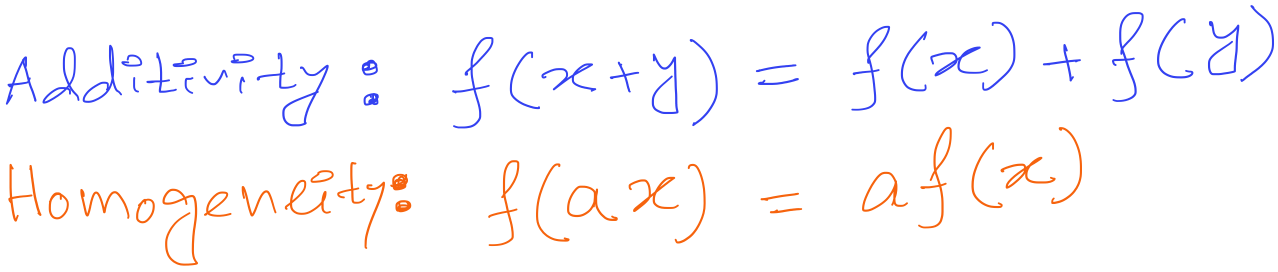 Additivity: f(x+y) = f(x) + f(y)
Homogeneity: f(ax) = af(x)